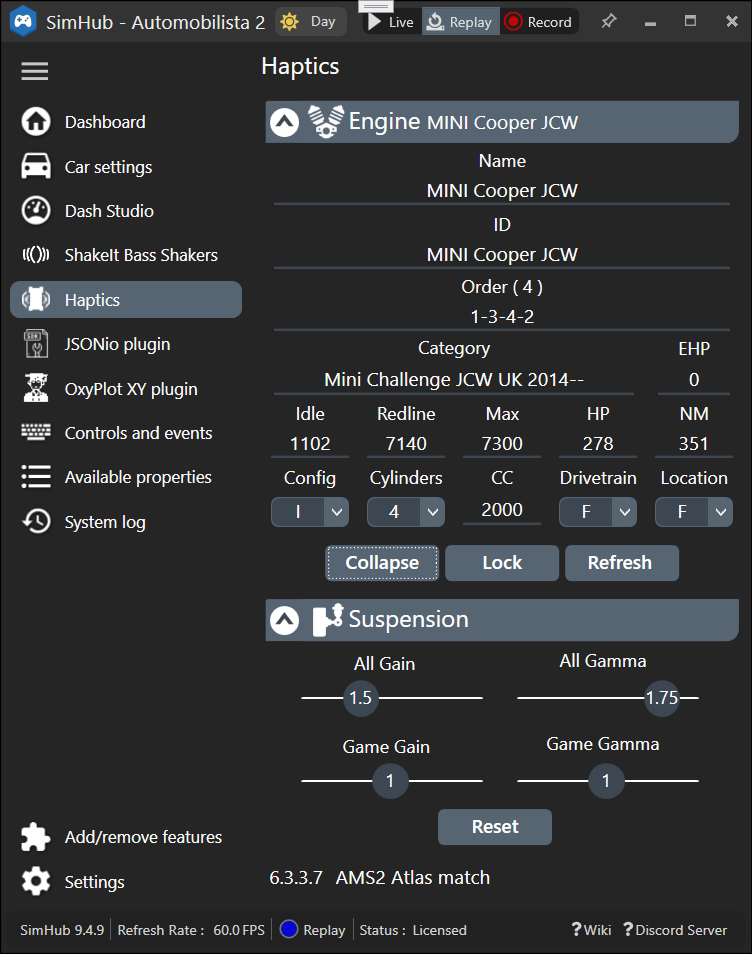 SimHub - Automobilista 2 Day Live Replay Record
Haptics
Dashboard
Car settings
Dash Studio
ShakeIt Bass Shakers
Haptics
JSONio plugin
OxyPlot XY plugin
Controls and events
Available properties
System log
Add/remove features
Settings
Engine MINI Cooper JCW
Name
MINI Cooper JCW
ID
MINI Cooper JCW
Order ( 4 )
1-3-4-2
Category EHP
Mini Challenge JCW UK 2014-- 0
Idle Redline Max HP NM
1102 7140 7300 278 351
Config Cylinders CC Drivetrain Location
I 4 2000 F F
Collapse Lock Refresh
Suspension
All Gain All Gamma
1.5 1.75
Game Gain Game Gamma
1 1
Reset
6.3.3.7 AMS2 Atlas match
SimHub 9.4.9 Refresh Rate : 60.0 FPS Replay Status : Licensed ?Wiki ?Discord Server